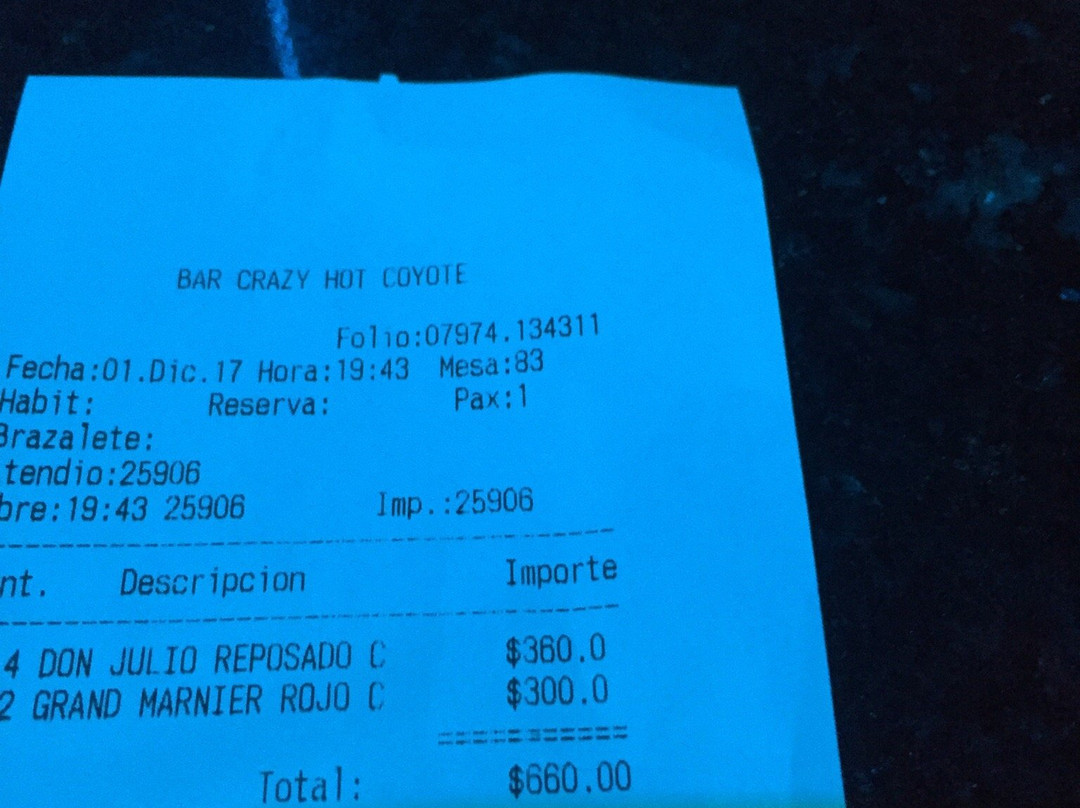 BAR CRAZY HOT COYOTE
Folio:07974.134311
Fecha:01.Dic.17 Hora:19:43 Mesa:83
Habit: Reserva: Pax:1
Brazalete:
tendio:25906
bre:19:43 25906 Imp.:25906
nt. Descripcion Importe
4 DON JULIO REPOSADO C $360.0
2 GRAND MARNIER ROJO C $300.0
===========
Total: $660.00